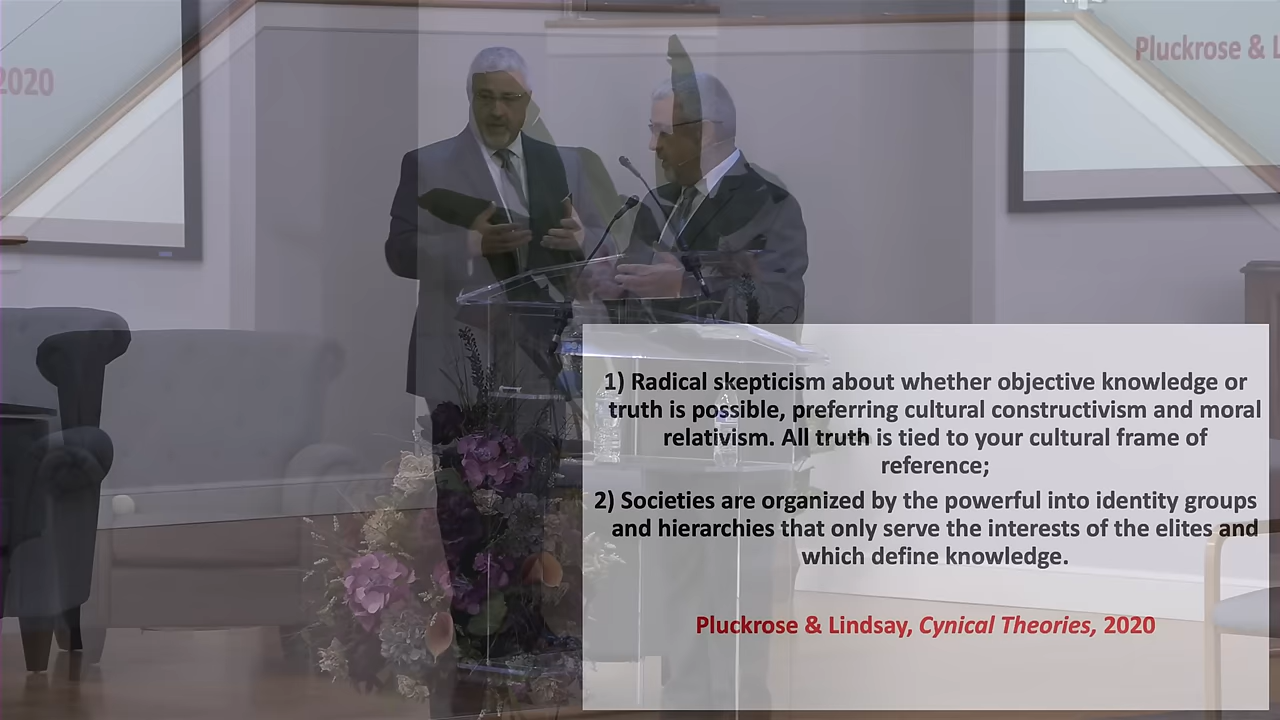 2020
Pluckrose & L
1) Radical skepticism about whether objective knowledge or
truth is possible, preferring cultural constructivism and moral
relativism. All truth is tied to your cultural frame of
reference;
2) Societies are organized by the powerful into identity groups
and hierarchies that only serve the interests of the elites and
which define knowledge.
Pluckrose & Lindsay, Cynical Theories, 2020